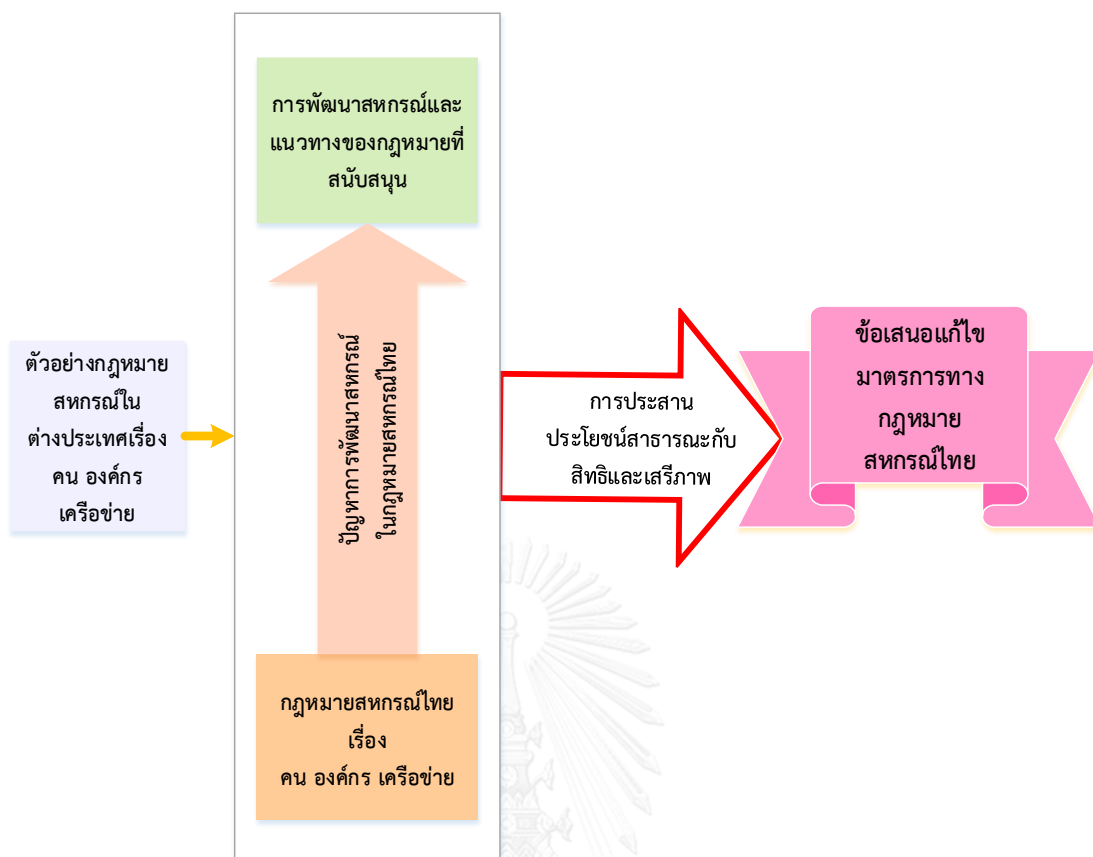 การพัฒนาสหกรณ์และ
แนวทางของกฎหมายที่
สนับสนุน
ตัวอย่างกฎหมาย
สหกรณ์ใน
ต่างประเทศเรื่อง
คน องค์กร
เครือข่าย
ปัญหาการพัฒนาสหกรณ์
ในกฎหมายสหกรณ์ไทย
การประสาน
ประโยชน์สาธารณะกับ
สิทธิและเสรีภาพ
ข้อเสนอแก้ไข
มาตรการทาง
กฎหมาย
สหกรณ์ไทย
กฎหมายสหกรณ์ไทย
เรื่อง
คน องค์กร เครือข่าย